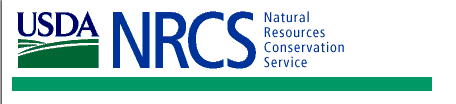 USDA
NRCS
Natural
Resources
Conservation
Service